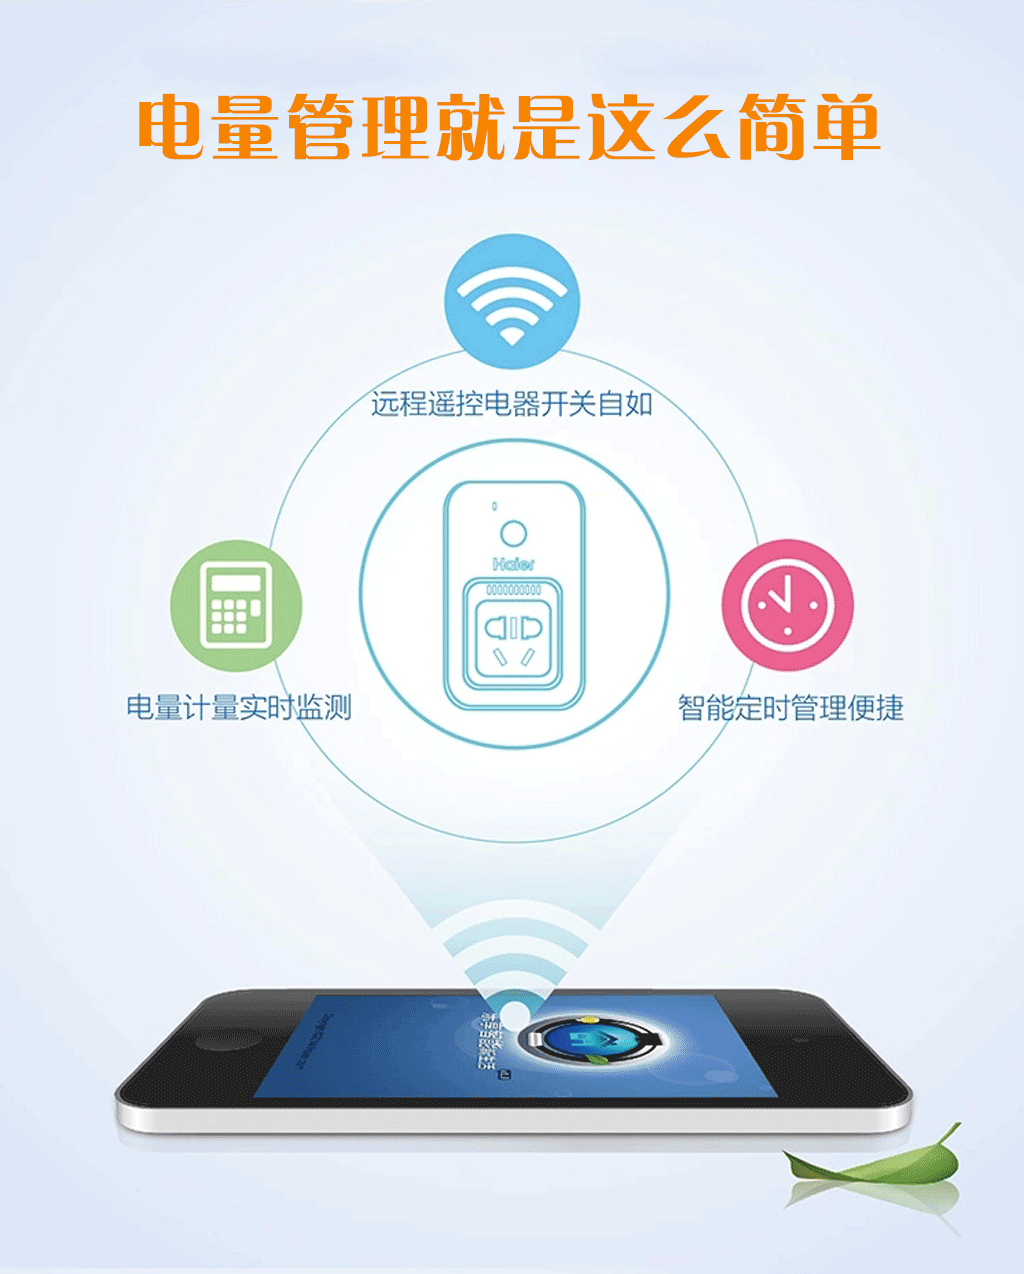 电量管理就是这么简单
远程遥控电器开关自如
Haier
电量计量实时监测
智能定时管理便捷